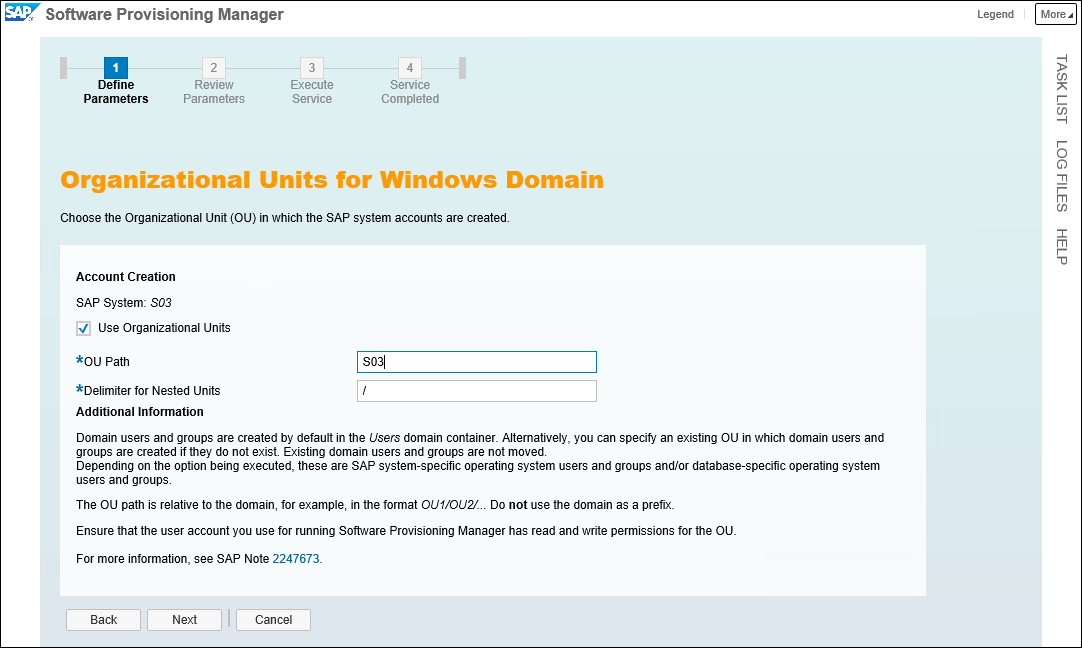 SAP Software Provisioning Manager
Legend
More
1
2
3
4
Define
Parameters
Review
Parameters
Execute
Service
Service
Completed
TASK LIST
LOG FILES
HELP
Organizational Units for Windows Domain
Choose the Organizational Unit (OU) in which the SAP system accounts are created.
Account Creation
SAP System: S03
Use Organizational Units
*OU Path
S03
*Delimiter for Nested Units
/
Additional Information
Domain users and groups are created by default in the Users domain container. Alternatively, you can specify an existing OU in which domain users and
groups are created if they do not exist. Existing domain users and groups are not moved.
Depending on the option being executed, these are SAP system-specific operating system users and groups and/or database-specific operating system
users and groups.
The OU path is relative to the domain, for example, in the format OU1/OU2/... Do not use the domain as a prefix.
Ensure that the user account you use for running Software Provisioning Manager has read and write permissions for the OU.
For more information, see SAP Note 2247673.
Back
Next
Cancel